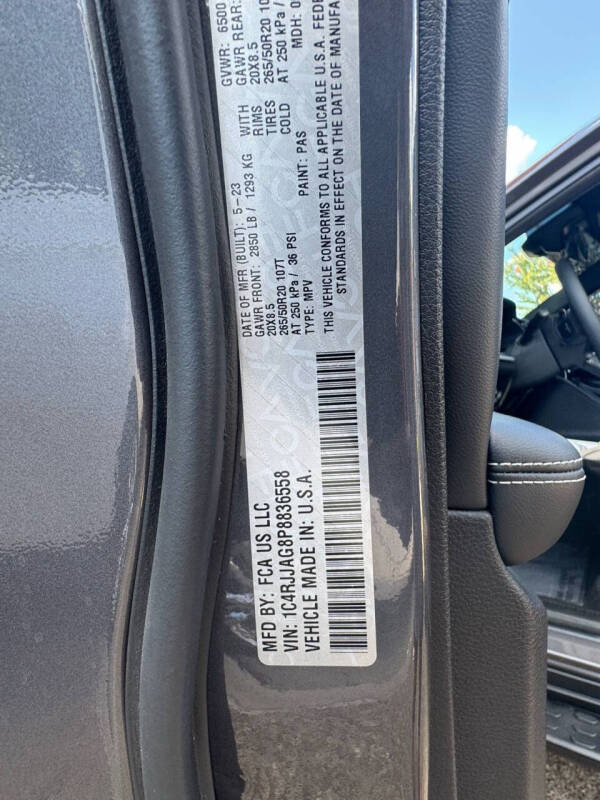 MFD BY: FCA US LLC
DATE OF MFR (BUILT): 5-23
GVWR: 6500
GAWR FRONT: 2850 LB / 1293 KG
WITH
GAWR REAR:
20X8.5
RIMS
20X8.5
265/50R20 107T
TIRES
265/50R20 10
AT 250 kPa / 36 PSI
COLD
AT 250 kPa /
VIN: 1C4RJJAG8P8836558
TYPE: MPV
PAINT: PAS
MDH:
VEHICLE MADE IN: U.S.A.
THIS VEHICLE CONFORMS TO ALL APPLICABLE U.S.A. FEDE
STANDARDS IN EFFECT ON THE DATE OF MANUFA